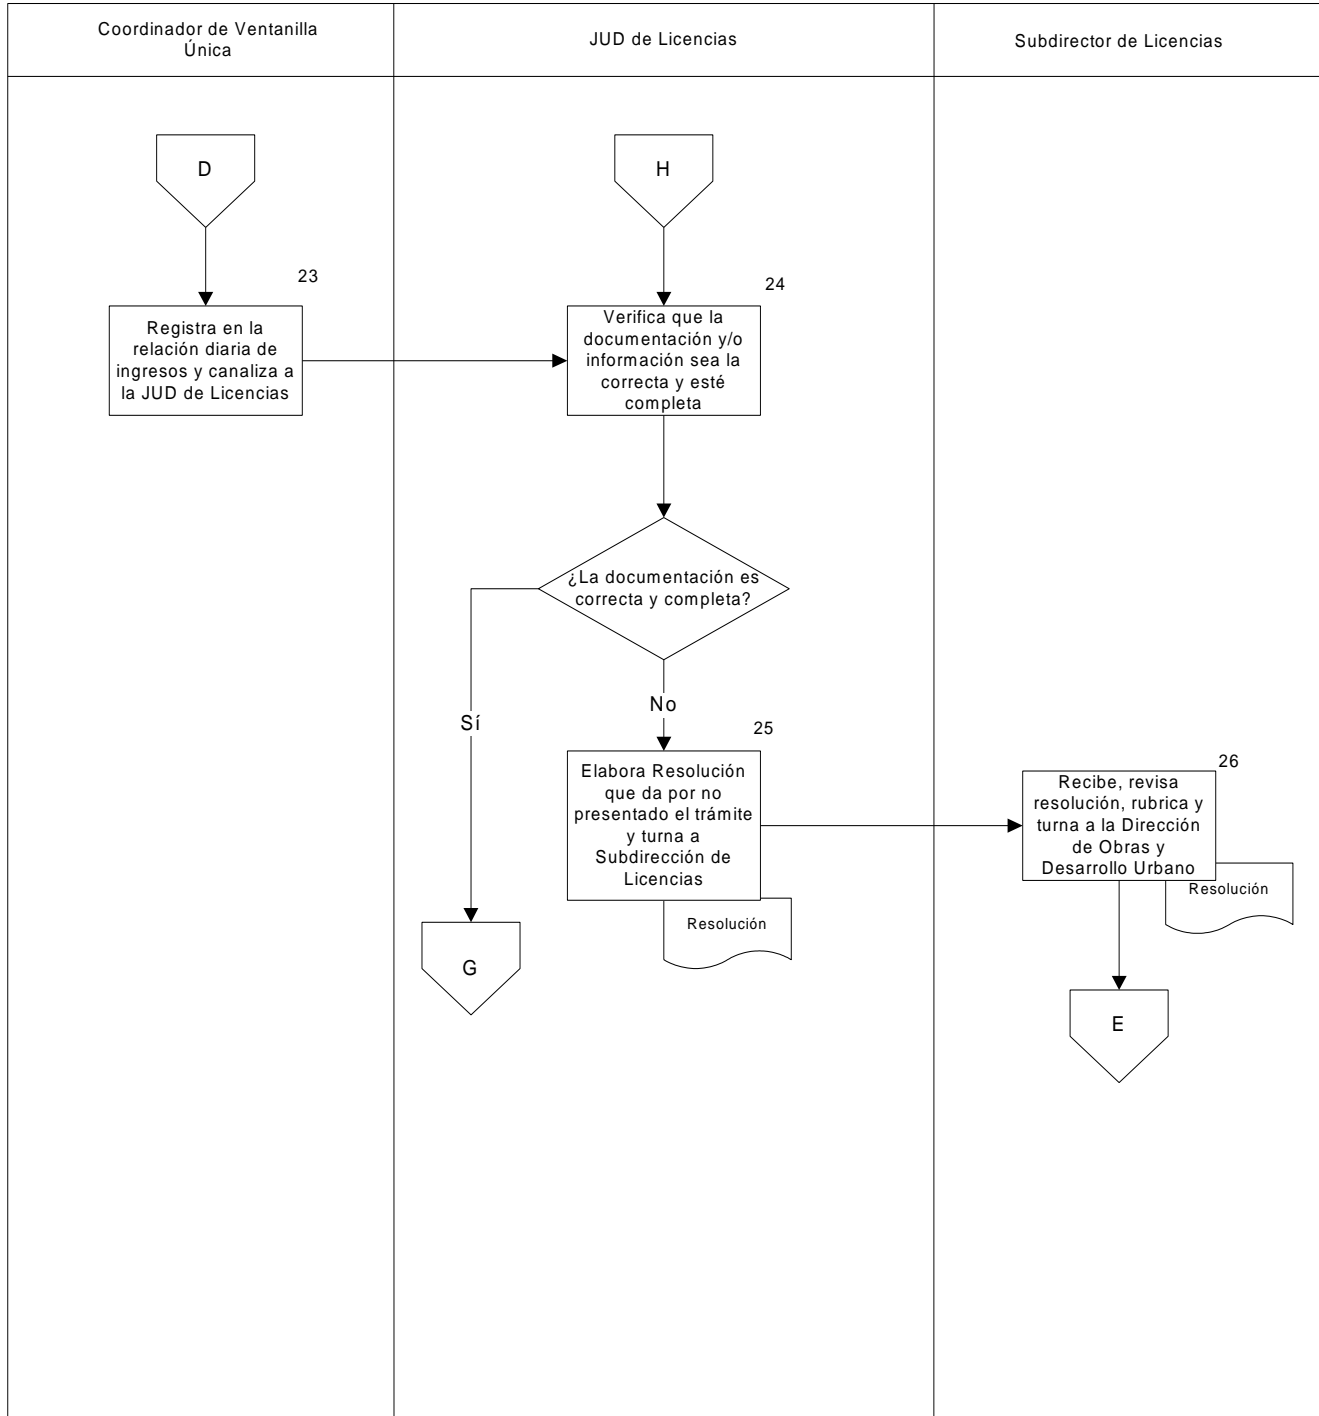 Coordinador de Ventanilla
Única
JUD de Licencias
Subdirector de Licencias
D
H
23
24
Registra en la
relación diaria de
ingresos y canaliza a
la JUD de Licencias
Verifica que la
documentación y/o
información sea la
correcta y esté
completa
¿La documentación es
correcta y completa?
Sí
No
25
Elabora Resolución
que da por no
presentado el trámite
y turna a
Subdirección de
Licencias
Resolución
26
Recibe, revisa
resolución, rubrica y
turna a la Dirección
de Obras y
Desarrollo Urbano
Resolución
G
E